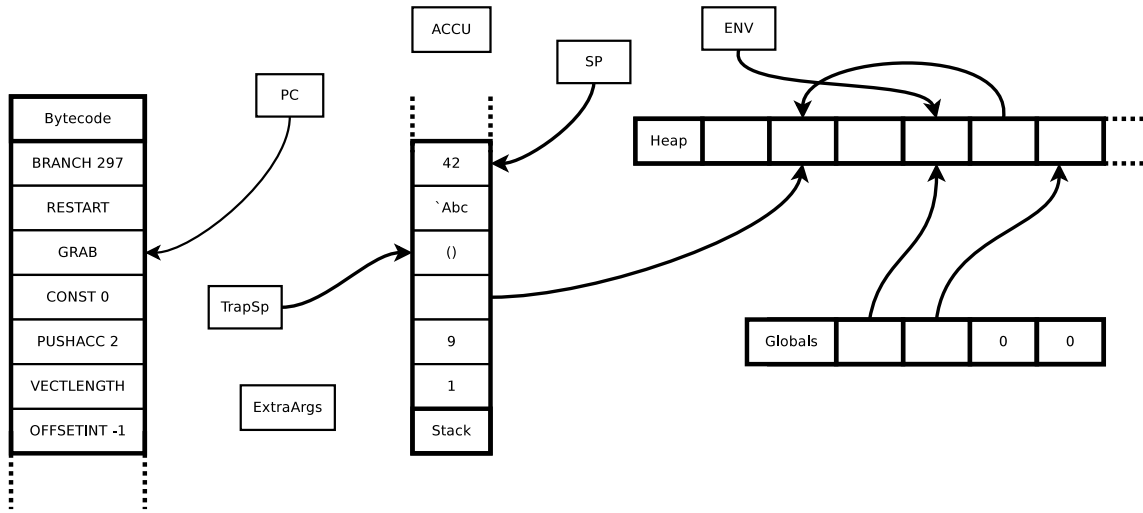 ACCU
ENV
SP
PC
Bytecode
BRANCH 297
RESTART
GRAB
CONST 0
PUSHACC 2
VECTLENGTH
OFFSETINT -1
TrapSp
ExtraArgs
42
`Abc
()
9
1
Stack
Heap
Globals
0
0